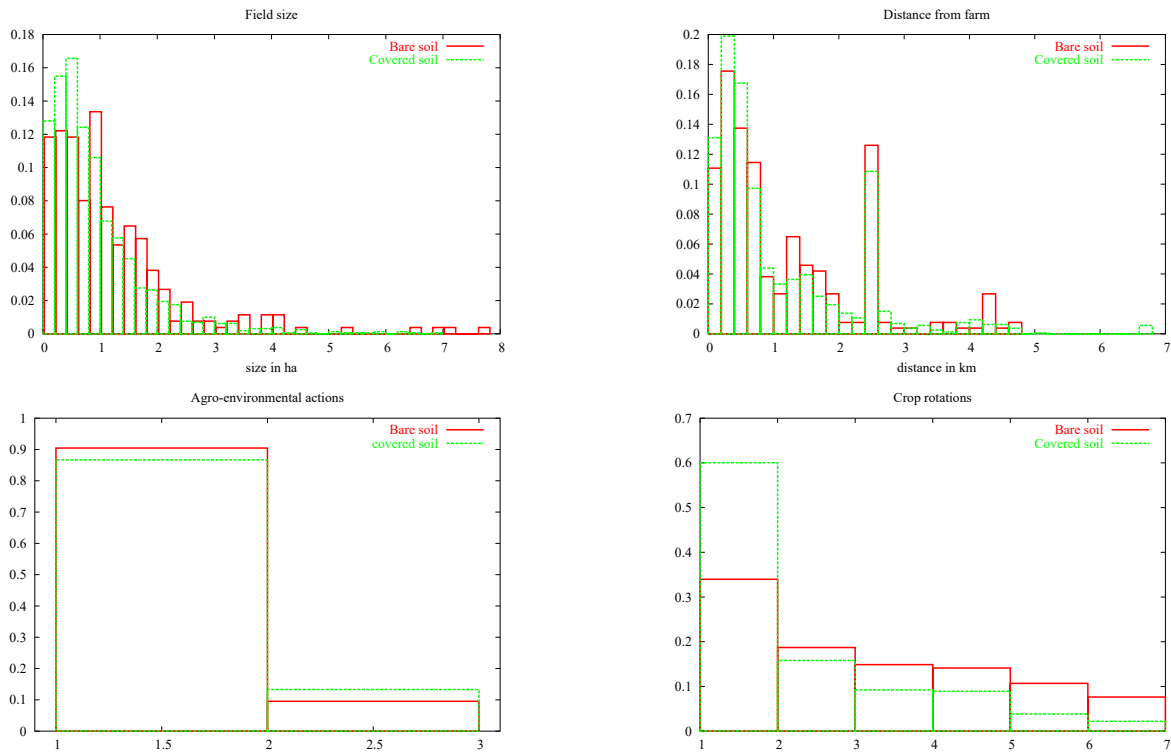 Field size
Bare soil
Covered soil
0.18
0.16
0.14
0.12
0.10
0.08
0.06
0.04
0.02
0
0 1 2 3 4 5 6 7 8
size in ha
Distance from farm
Bare soil
Covered soil
0.2
0.18
0.16
0.14
0.12
0.10
0.08
0.06
0.04
0.02
0
0 1 2 3 4 5 6 7
distance in km
Agro-environmental actions
Bare soil
covered soil
1
0.9
0.8
0.7
0.6
0.5
0.4
0.3
0.2
0.1
0
1 1.5 2 2.5 3
Crop rotations
Bare soil
Covered soil
0.7
0.6
0.5
0.4
0.3
0.2
0.1
0
1 2 3 4 5 6 7